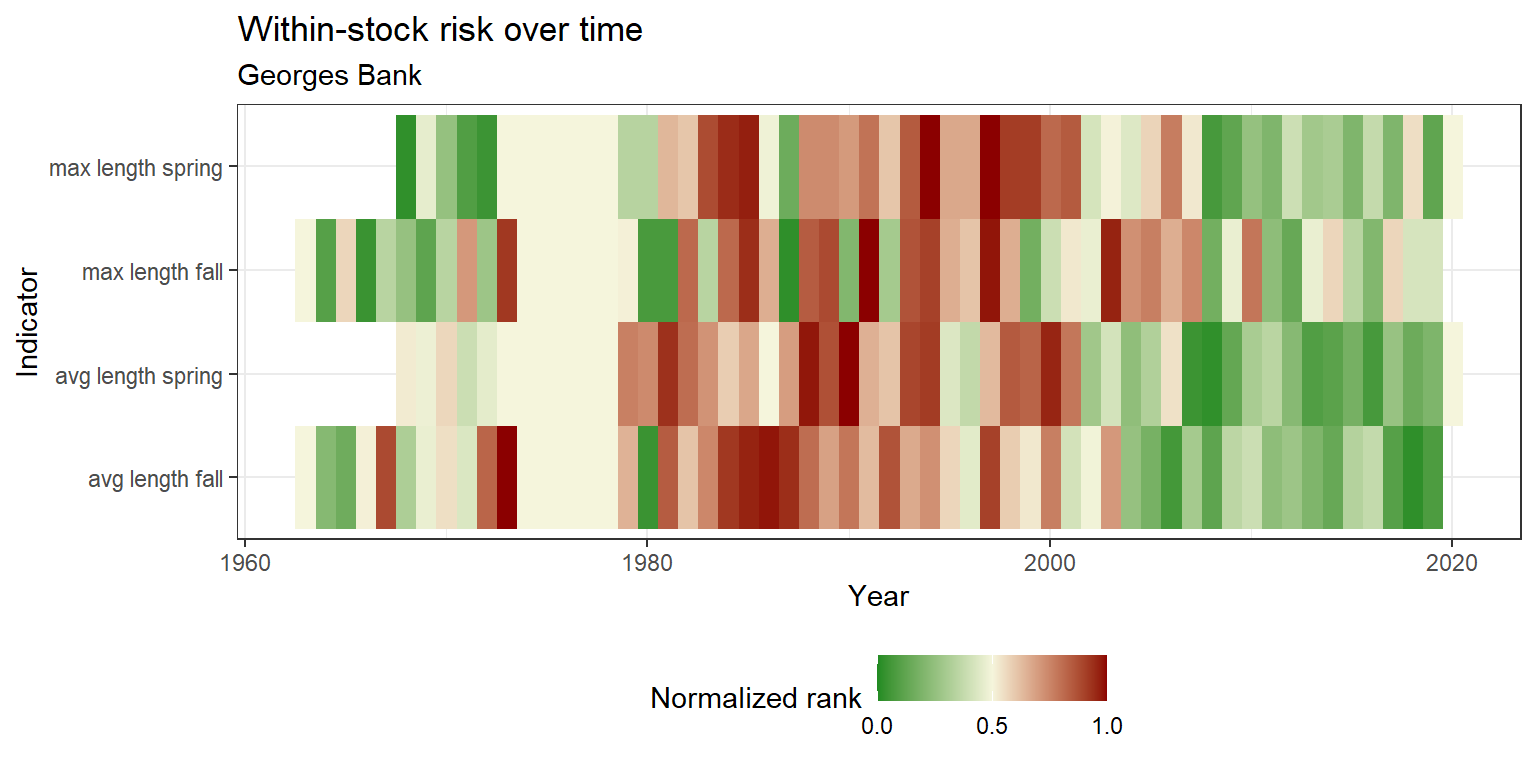 Within-stock risk over time
Georges Bank
Indicator
max length spring
max length fall
avg length spring
avg length fall
1960 1980 2000 2020
Year
Normalized rank
0.0 0.5 1.0